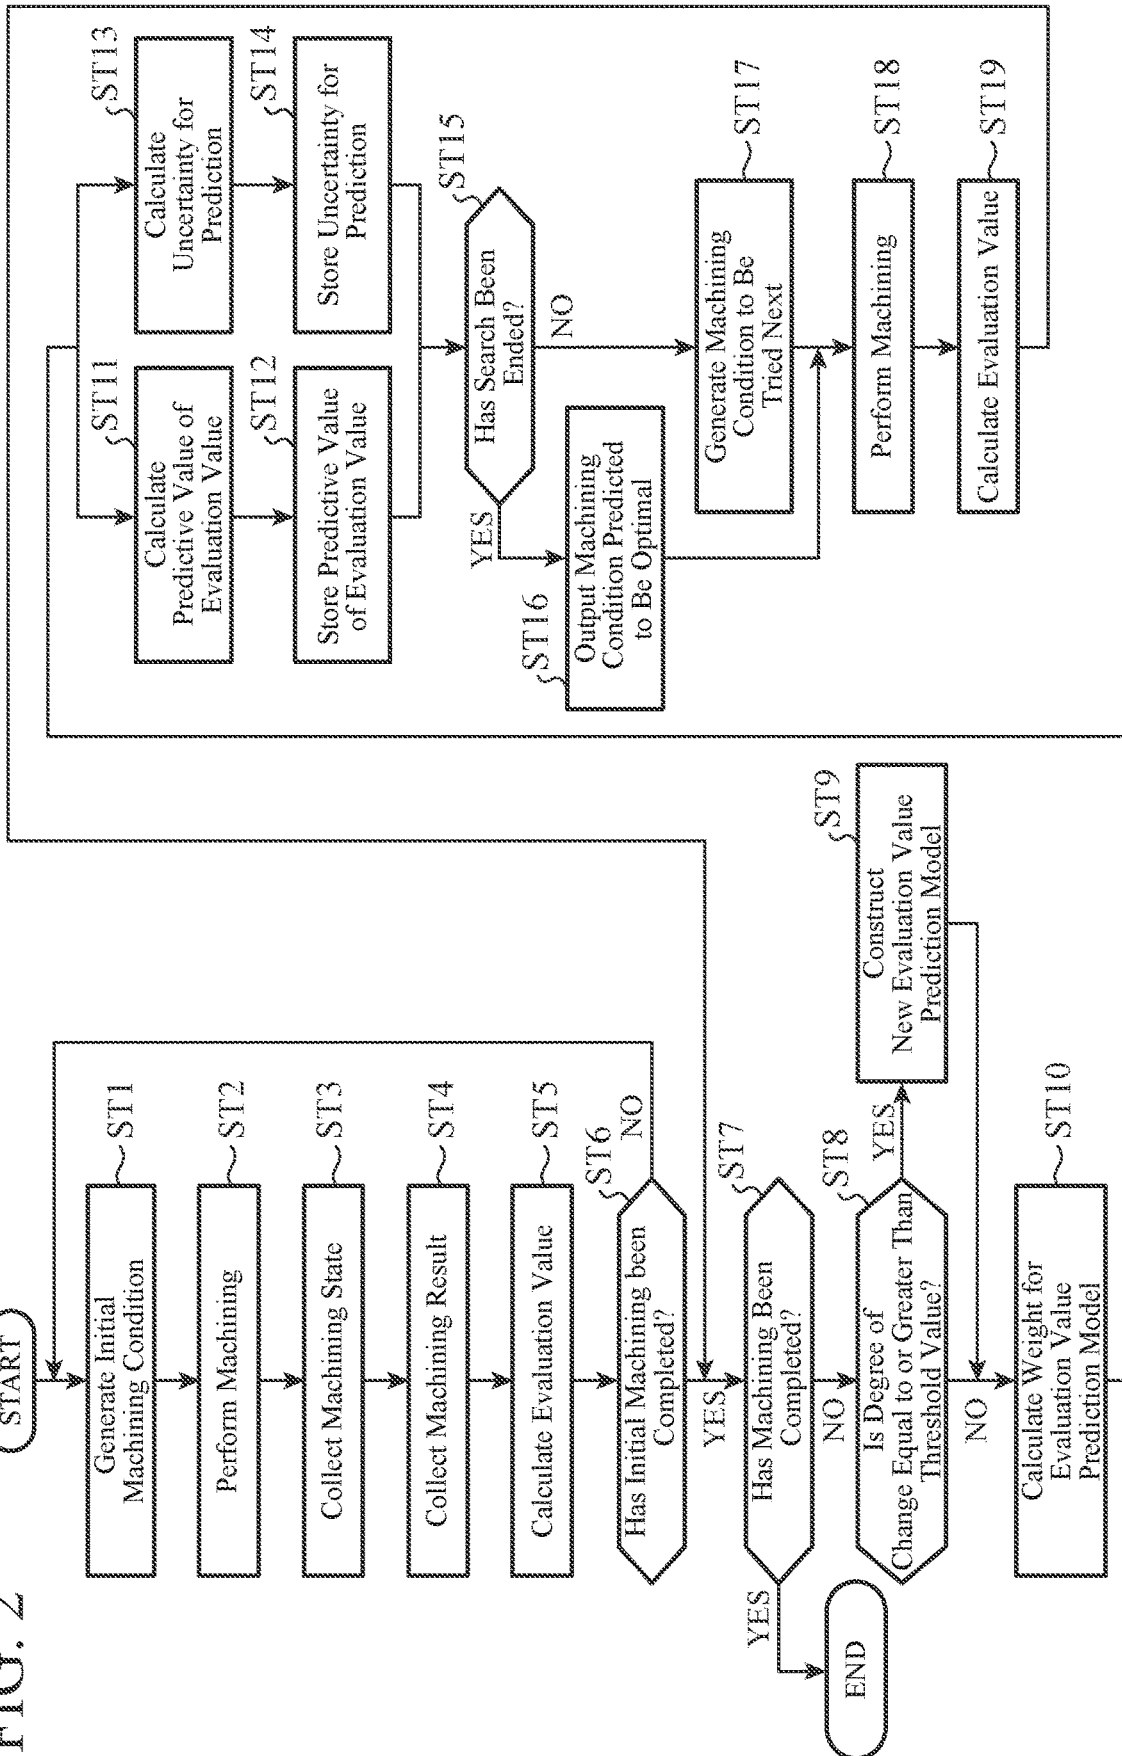 FIG. 2
START
Generate Initial
Machining Condition
ST1
Perform Machining
ST2
Collect Machining State
ST3
Collect Machining Result
ST4
Calculate Evaluation Value
ST5
Has Initial Machining been
Completed?
ST6
NO
YES
Has Machining Been
Completed?
ST7
YES
END
NO
Is Degree of
Change Equal to or Greater Than
Threshold Value?
ST8
YES
Construct
New Evaluation Value
Prediction Model
ST9
NO
Calculate Weight for
Evaluation Value
Prediction Model
ST10
Calculate
Predictive Value of
Evaluation Value
ST11
Store Predictive Value
of Evaluation Value
ST12
Calculate
Uncertainty for
Prediction
ST13
Store Uncertainty for
Prediction
ST14
Has Search Been
Ended?
ST15
YES
NO
Output Machining
Condition Predicted
to Be Optimal
ST16
Generate Machining
Condition to Be
Tried Next
ST17
Perform Machining
ST18
Calculate Evaluation Value
ST19